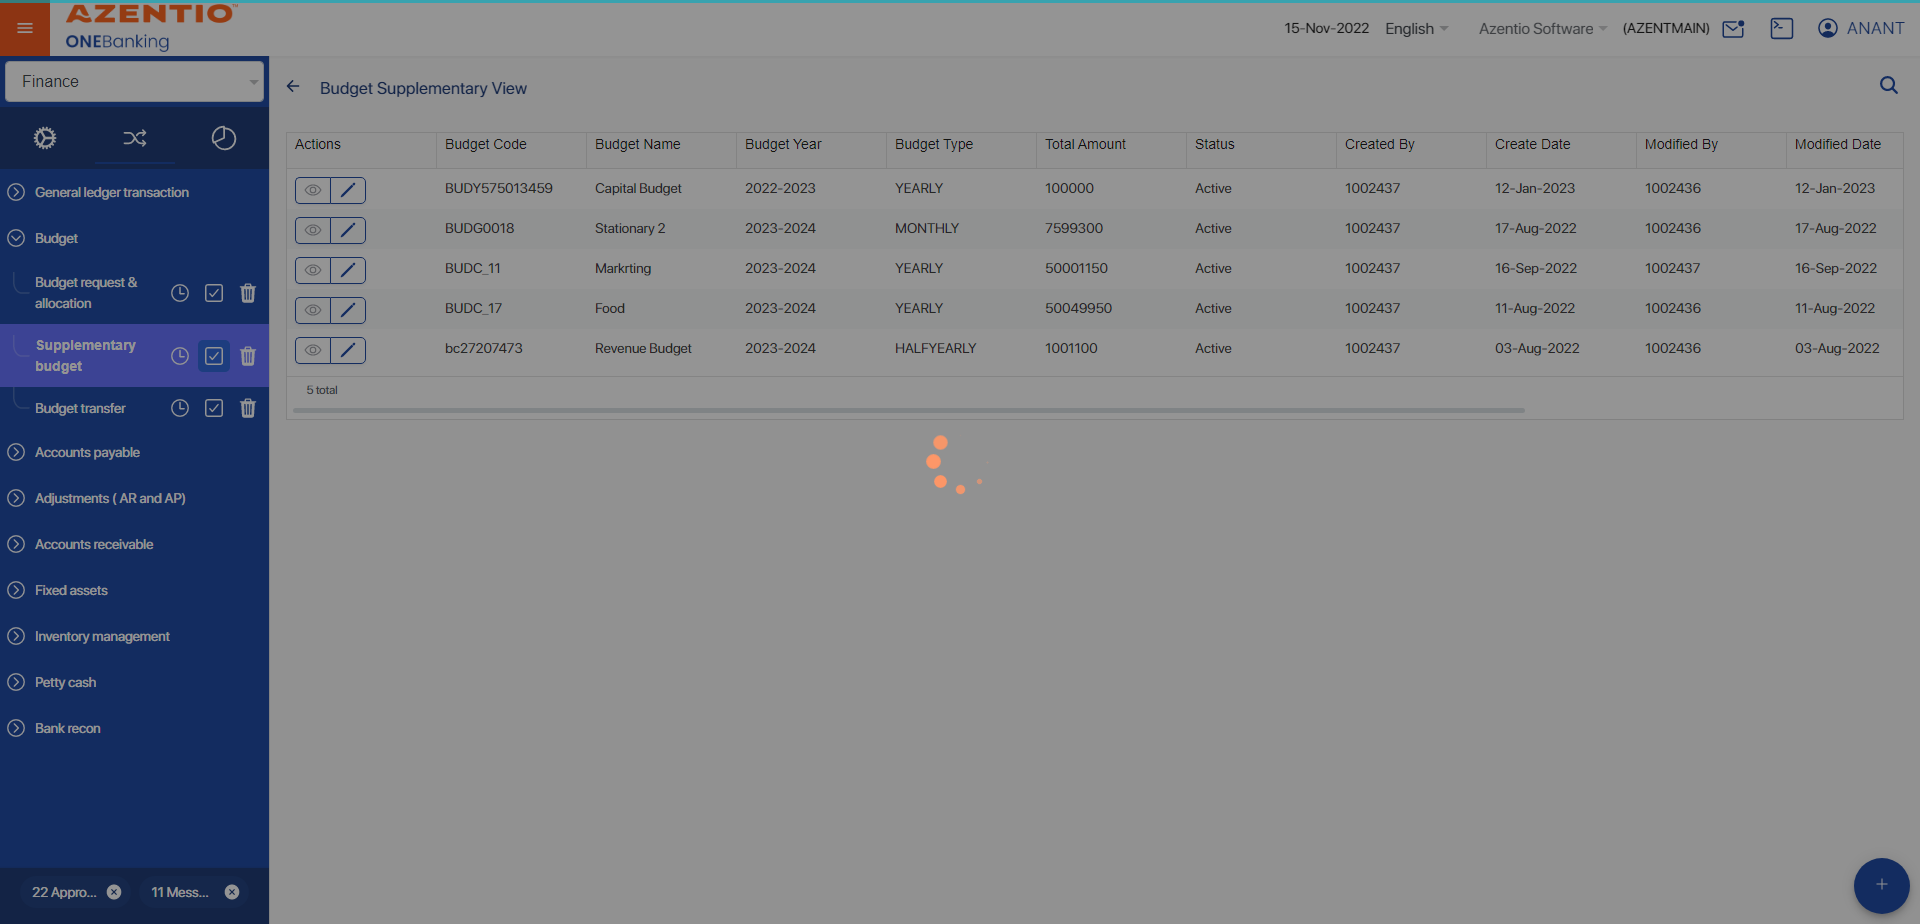 AZENTIO™
ONEBanking
15-Nov-2022 English Azentio Software (AZENTMAIN) ANANT
Finance
General ledger transaction
Budget
Budget request &
allocation
Supplementary
budget
Budget transfer
Accounts payable
Adjustments ( AR and AP)
Accounts receivable
Fixed assets
Inventory management
Petty cash
Bank recon
22 Appro...
11 Mess...
Budget Supplementary View
Actions Budget Code Budget Name Budget Year Budget Type Total Amount Status Created By Create Date Modified By Modified Date
BUDY575013459 Capital Budget 2022-2023 YEARLY 100000 Active 1002437 12-Jan-2023 1002436 12-Jan-2023
BUDG0018 Stationary 2 2023-2024 MONTHLY 7599300 Active 1002437 17-Aug-2022 1002436 17-Aug-2022
BUDC_11 Markrting 2023-2024 YEARLY 50001150 Active 1002437 16-Sep-2022 1002437 16-Sep-2022
BUDC_17 Food 2023-2024 YEARLY 50049950 Active 1002437 11-Aug-2022 1002436 11-Aug-2022
bc27207473 Revenue Budget 2023-2024 HALFYEARLY 1001100 Active 1002437 03-Aug-2022 1002436 03-Aug-2022
5 total